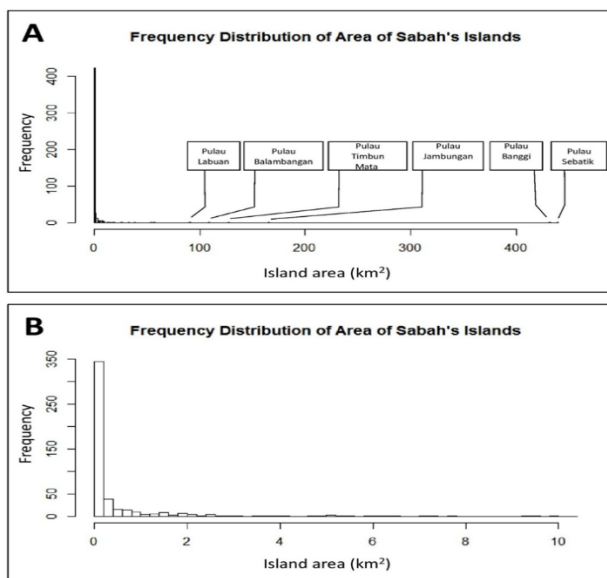 A
Frequency Distribution of Area of Sabah's Islands
Frequency
400
300
200
100
0
Pulau
Labuan
Pulau
Balambangan
Pulau
Timbun
Mata
Pulau
Jambungan
Pulau
Banggi
Pulau
Sebatik
0 100 200 300 400
Island area (km²)
B
Frequency Distribution of Area of Sabah's Islands
Frequency
350
250
150
50
0
0 2 4 6 8 10
Island area (km²)